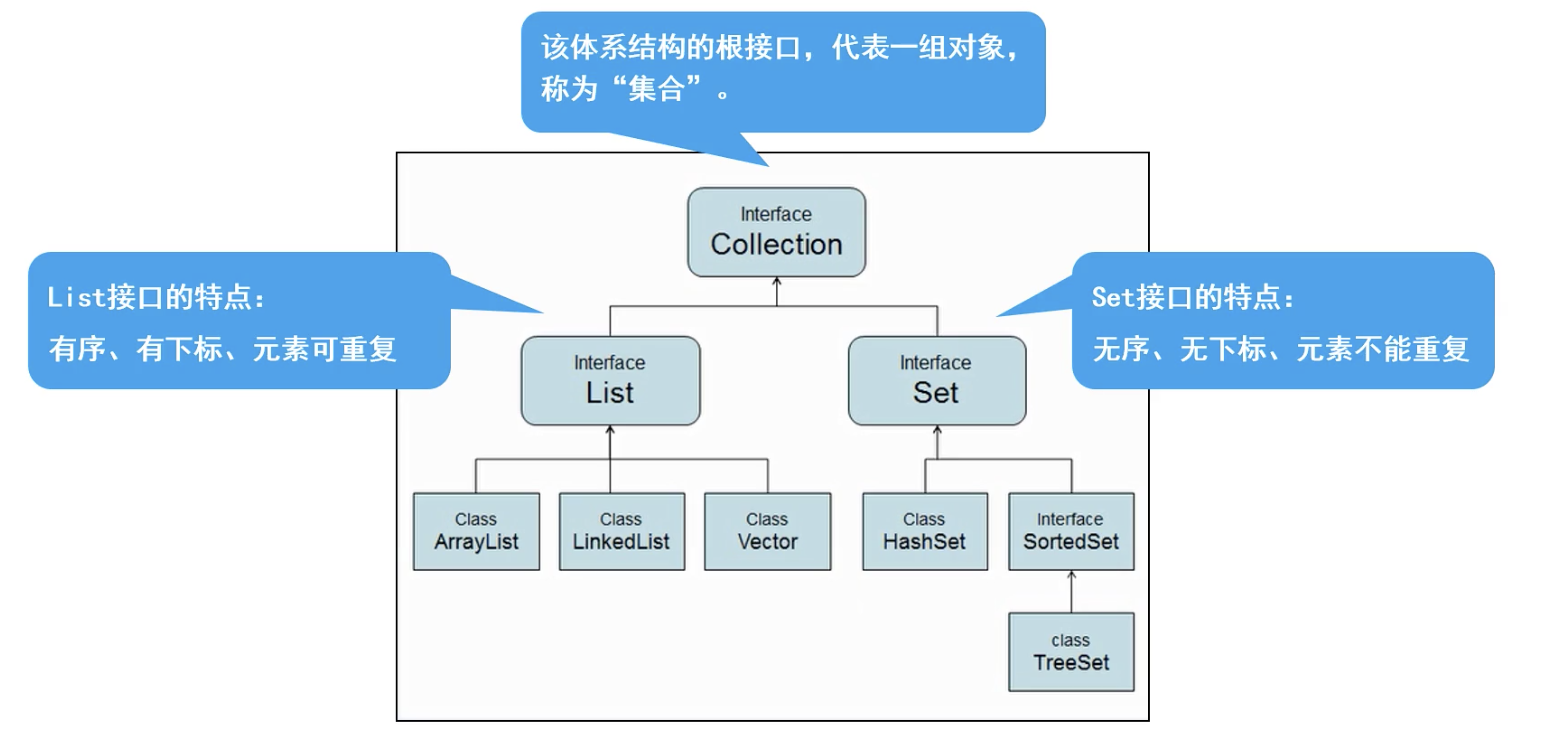 该体系结构的根接口，代表一组对象，
称为“集合”。
Interface
Collection
List接口的特点：
有序、有下标、元素可重复
Set接口的特点：
无序、无下标、元素不能重复
Interface
List
Interface
Set
Class
ArrayList
Class
LinkedList
Class
Vector
Class
HashSet
Interface
SortedSet
class
TreeSet